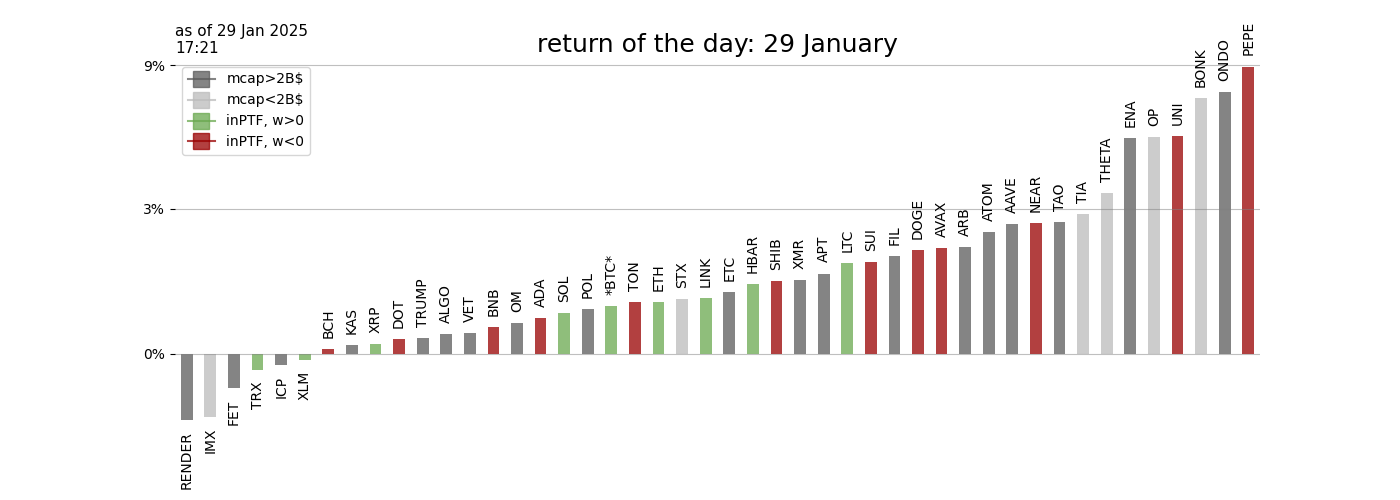 as of 29 Jan 2025
17:21
return of the day: 29 January
9%
3%
0%
mcap>2B$
mcap<2B$
inPTF, w>0
inPTF, w<0
RENDER
IMX
FET
TRX
ICP
XLM
BCH
KAS
XRP
DOT
TRUMP
ALGO
VET
BNB
OM
ADA
SOL
POL
*BTC*
TON
ETH
STX
LINK
ETC
HBAR
SHIB
XMR
APT
LTC
SUI
FIL
DOGE
AVAX
ARB
ATOM
AAVE
NEAR
TAO
TIA
THETA
ENA
OP
UNI
BONK
ONDO
PEPE